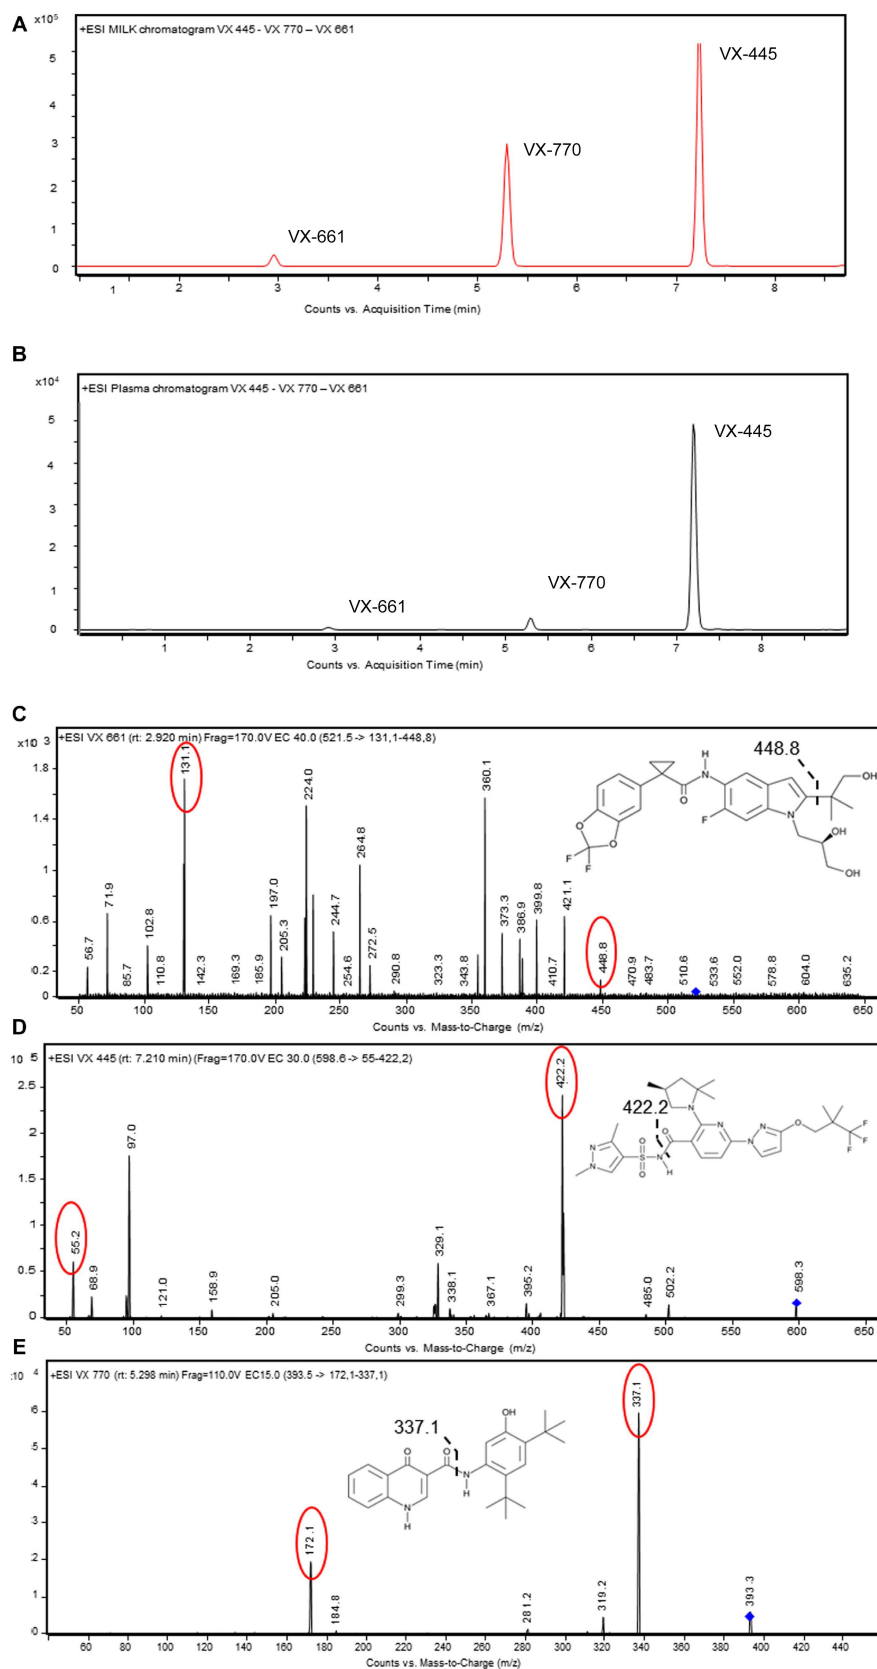 A
x10⁵
+ESI MILK chromatogram VX 445 - VX 770 – VX 661
5
4
3
2
1
0
VX-661
VX-770
VX-445
1 2 3 4 5 6 7 8
Counts vs. Acquisition Time (min)
B
x10⁴
+ESI Plasma chromatogram VX 445 - VX 770 – VX 661
5
4
3
2
1
0
VX-661
VX-770
VX-445
1 2 3 4 5 6 7 8
Counts vs. Acquisition Time (min)
C
x10 3
+ESI VX 661 (rt: 2.920 min) Frag=170.0V EC 40.0 (521.5 -> 131,1-448,8)
1.8
1.4
1
0.6
0.2
0
56.7 71.9 85.7 102.8 110.8 131.1 142.3 169.3 185.9 197.0 205.3 224.0 244.7 254.6 264.8 272.5 290.8 323.3 343.8 360.1 373.3 386.9 399.8 410.7 421.1 448.8 470.9 483.7 510.6 533.6 552.0 578.8 604.0 635.2
448.8
H
N
O
OH
F
N
OH
OH
O
O
F F
50 100 150 200 250 300 350 400 450 500 550 600 650
Counts vs. Mass-to-Charge (m/z)
D
10 5
+ESI VX 445 (rt: 7.210 min) (Frag=170.0V EC 30.0 (598.6 -> 55-422,2)
2.5
2
1
0.5
0
55.2 68.9 97.0 121.0 158.9 205.0 299.3 329.1 338.1 367.1 395.2 422.2 485.0 502.2 598.3
422.2
N
O
N
N
N
O
F
F
F
N
N
S
O
O
N
H
50 100 150 200 250 300 350 400 450 500 550 600 650
Counts vs. Mass-to-Charge (m/z)
E
:10 4
+ESI VX 770 (rt: 5.298 min) Frag=110.0V EC15.0 (393.5 -> 172,1-337,1)
6
5
4
3
2
1
0
172.1 184.8 281.2 319.2 337.1 393.3
337.1
OH
O
O
N
H
N
H
60 80 100 120 140 160 180 200 220 240 260 280 300 320 340 360 380 400 420 440
Counts vs. Mass-to-Charge (m/z)